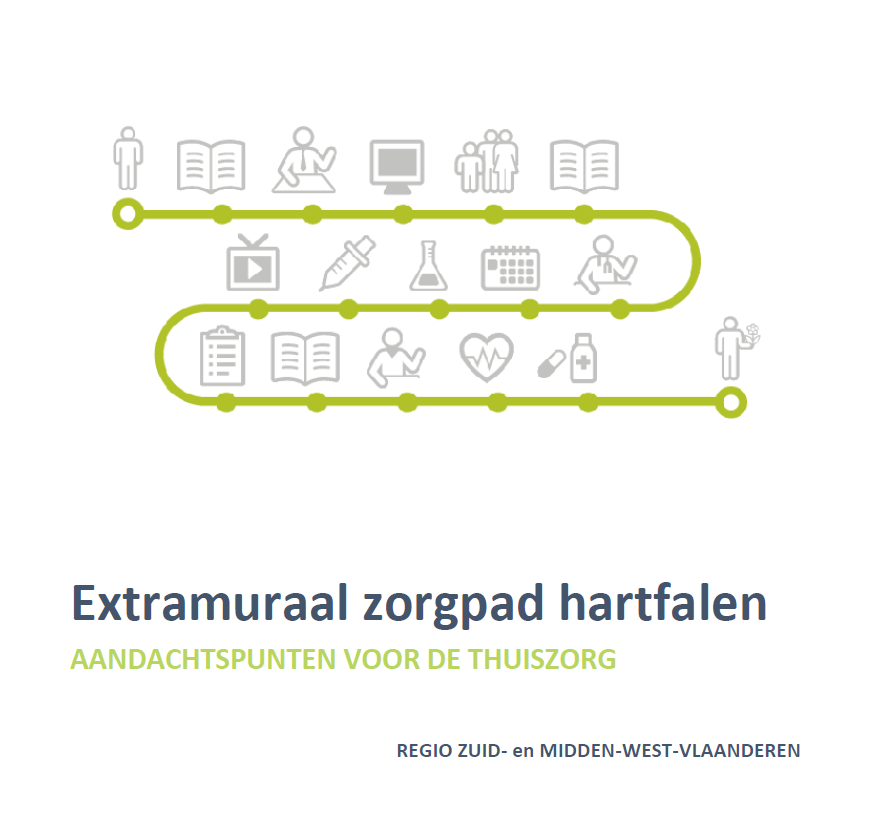 Extramuraal zorgpad hartfalen
AANDACHTSPUNTEN VOOR DE THUISZORG
REGIO ZUID- en MIDDEN-WEST-VLAANDEREN